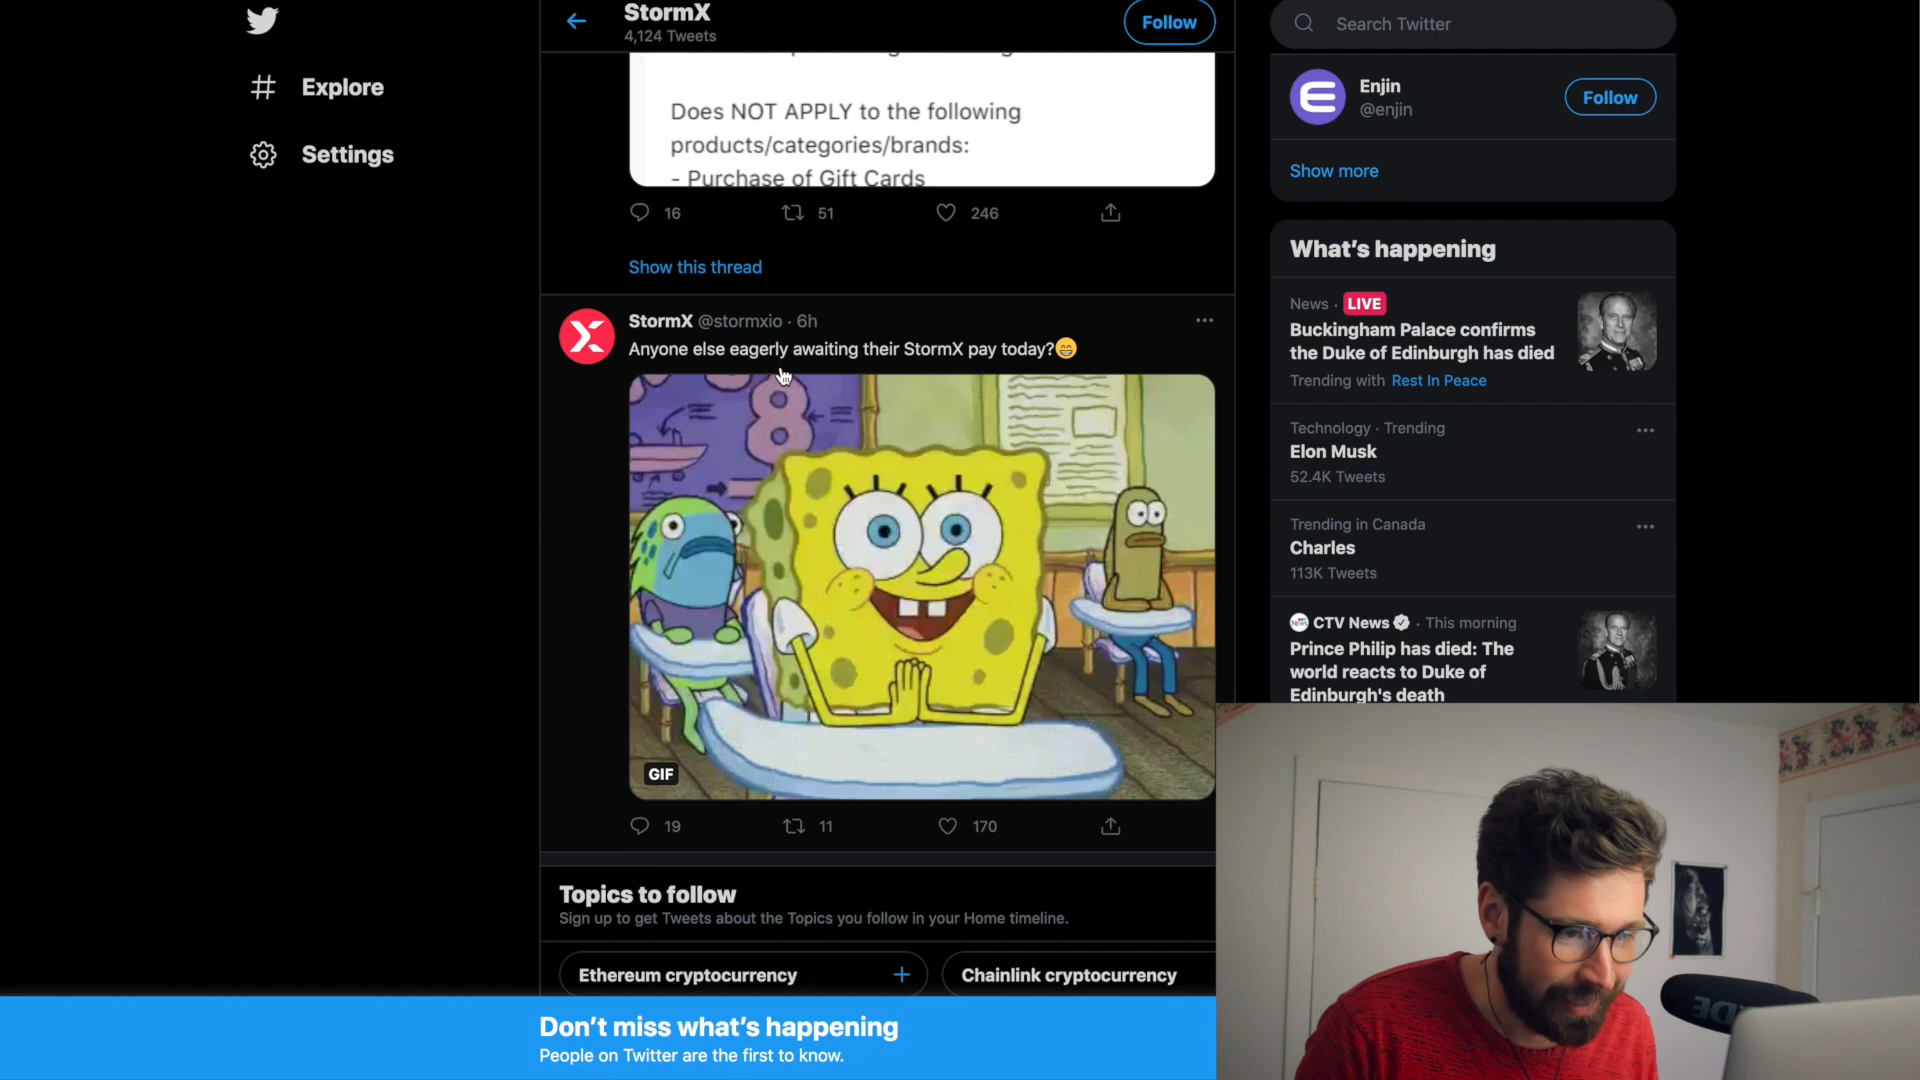 StormX
4,124 Tweets
Follow
Explore
Settings
Does NOT APPLY to the following
products/categories/brands:
- Purchase of Gift Cards
16 51 246
Show this thread
StormX @stormxio · 6h
Anyone else eagerly awaiting their StormX pay today?😁
8
GIF
19 11 170
Topics to follow
Sign up to get Tweets about the Topics you follow in your Home timeline.
Ethereum cryptocurrency
Chainlink cryptocurrency
Don't miss what's happening
People on Twitter are the first to know.
Search Twitter
Enjin
@enjin
Follow
Show more
What's happening
News · LIVE
Buckingham Palace confirms
the Duke of Edinburgh has died
Trending with Rest In Peace
Technology · Trending
Elon Musk
52.4K Tweets
Trending in Canada
Charles
113K Tweets
CTV News · This morning
Prince Philip has died: The
world reacts to Duke of
Edinburgh's death